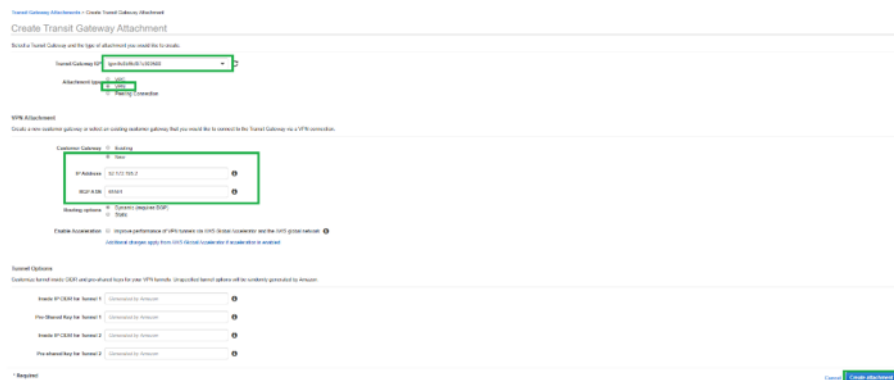 Transit Gateway Attachments > Create Transit Gateway Attachment
Create Transit Gateway Attachment
Select a Transit Gateway and the type of attachment you would like to create.
Transit Gateway ID*
Attachment type
VPC
VPN
Peering Connection
VPN Attachment
Create a new customer gateway or select an existing customer gateway that you would like to connect to the Transit Gateway via a VPN connection.
Customer Gateway Existing
New
IP Address
BGP ASN
Routing options Dynamic (requires BGP)
Static
Enable Acceleration Improve performance of VPN tunnels via AWS Global Accelerator and the AWS global network.
Additional charges apply from AWS Global Accelerator if acceleration is enabled
Tunnel Options
Customize tunnel inside CIDR and pre-shared keys for your VPN tunnels. Unspecified tunnel options will be randomly generated by Amazon.
Inside IP CIDR for Tunnel 1 Generated by Amazon
Pre-Shared Key for Tunnel 1 Generated by Amazon
Inside IP CIDR for Tunnel 2 Generated by Amazon
Pre-shared key for Tunnel 2 Generated by Amazon
* Required
Cancel Create attachment